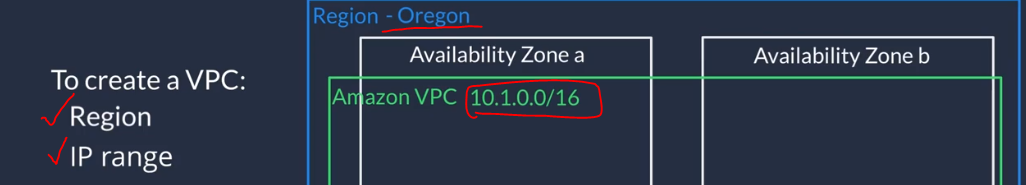 Region - Oregon
Availability Zone a
Availability Zone b
To create a VPC:
Amazon VPC 10.1.0.0/16
Region
IP range